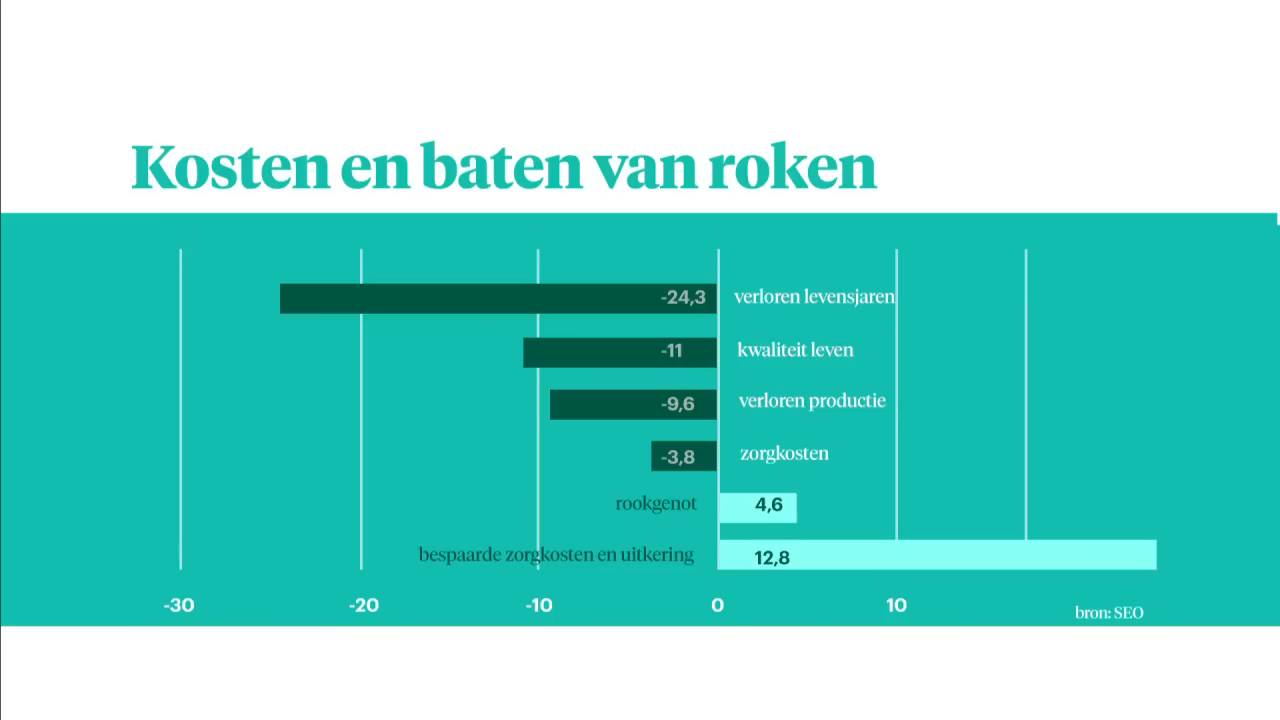 Kosten en baten van roken
-24,3 verloren levensjaren
-11 kwaliteit leven
-9,6 verloren productie
-3,8 zorgkosten
rookgenot 4,6
bespaarde zorgkosten en uitkering 12,8
-30 -20 -10 0 10
bron: SEO